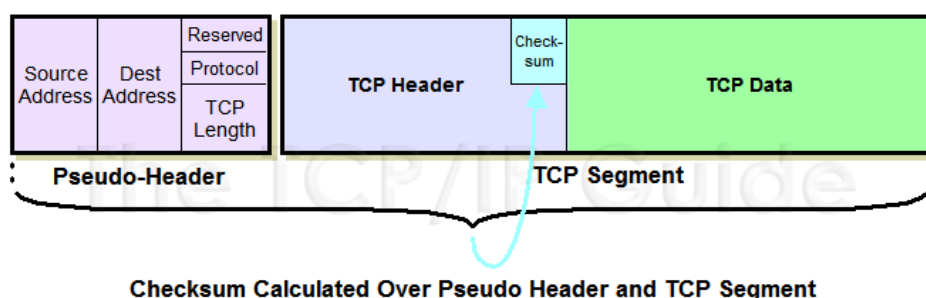 Source
Address
Dest
Address
Reserved
Protocol
TCP
Length
TCP Header
Check-
sum
TCP Data
Pseudo-Header
TCP Segment
The TCP/IP Guide
Checksum Calculated Over Pseudo Header and TCP Segment